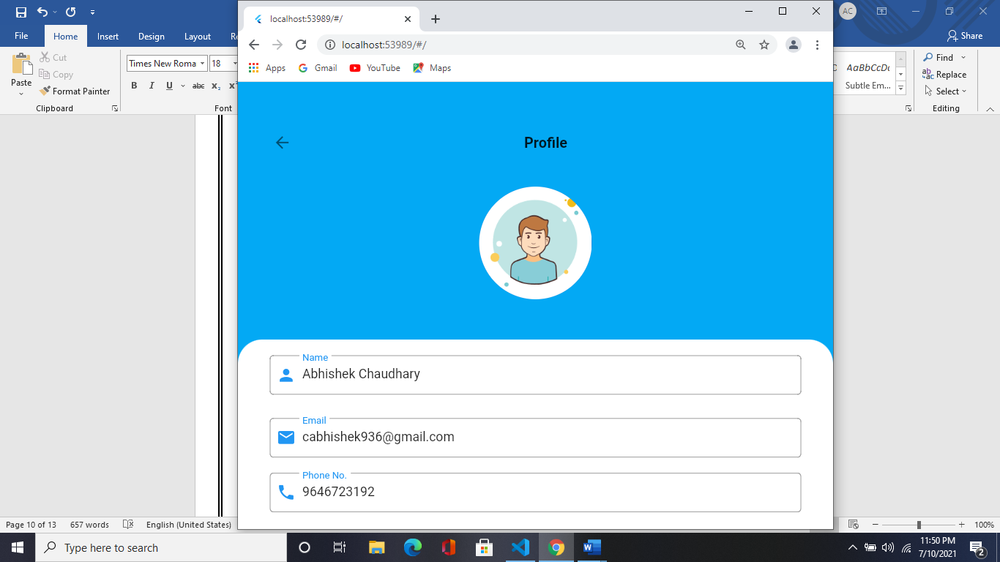 localhost:53989/#/
AC
File
Home
Insert
Design
Layout
Share
localhost:53989/#/
Apps
Gmail
YouTube
Maps
Paste
Cut
Copy
Format Painter
Clipboard
Times New Roma
18
B I U abc x₂
Font
AaBbCcDc
Subtle Em...
Find
Replace
Select
Editing
Profile
Name
Abhishek Chaudhary
Email
cabhishek936@gmail.com
Phone No.
9646723192
Page 10 of 13
657 words
English (United States)
100%
Type here to search
11:50 PM
7/10/2021
2